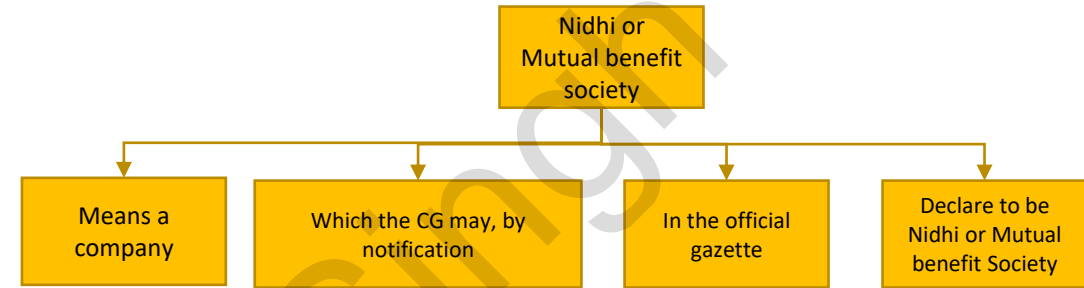 Nidhi or
Mutual benefit
society
Means a
company
Which the CG may, by
notification
In the official
gazette
Declare to be
Nidhi or Mutual
benefit Society
Singh